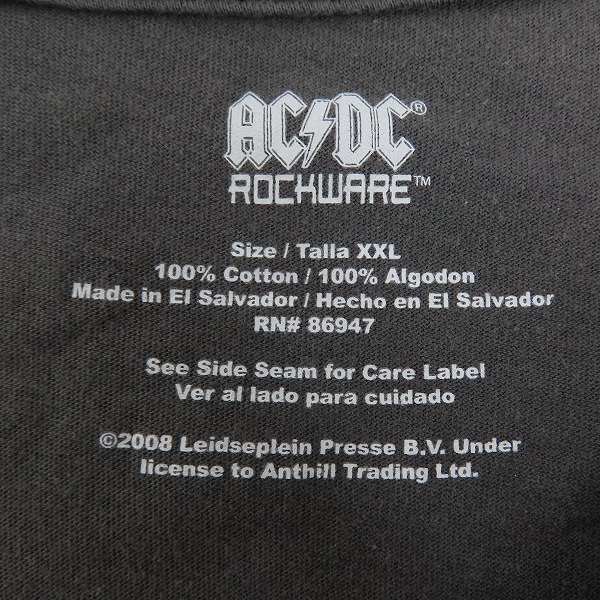 AC⚡DC®
ROCKWARE™
Size / Talla XXL
100% Cotton / 100% Algodon
Made in El Salvador / Hecho en El Salvador
RN# 86947
See Side Seam for Care Label
Ver al lado para cuidado
©2008 Leidseplein Presse B.V. Under
license to Anthill Trading Ltd.